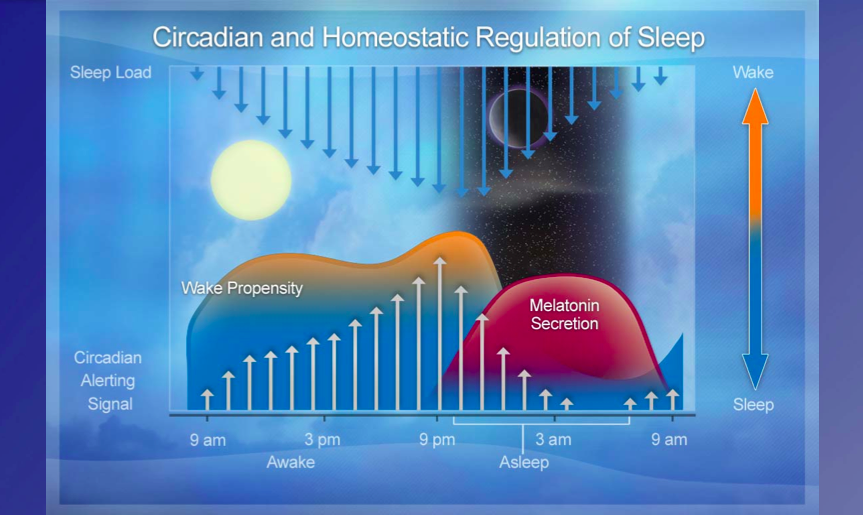 Circadian and Homeostatic Regulation of Sleep
Sleep Load
Wake
Wake Propensity
Melatonin
Secretion
Circadian
Alerting
Signal
Sleep
9 am
3 pm
9 pm
3 am
9 am
Awake
Asleep